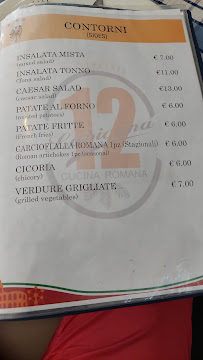 CONTORNI
(SIDES)
INSALATA MISTA € 7.00
(mixed salad)
INSALATA TONNO €11.00
(tuna salad)
CAESAR SALAD €13.00
(caesar salad)
PATATE AL FORNO € 6.00
(roasted potatoes)
PATATE FRITTE € 6.00
(French fries)
CARCIOFI ALLA ROMANA 1pz (Stagionali) € 6.00
(Roman artichokes 1pz (seasonal)
CICORIA € 6.00
(chicory)
VERDURE GRIGLIATE € 7.00
(grilled vegetables)
12
CUCINA ROMANA